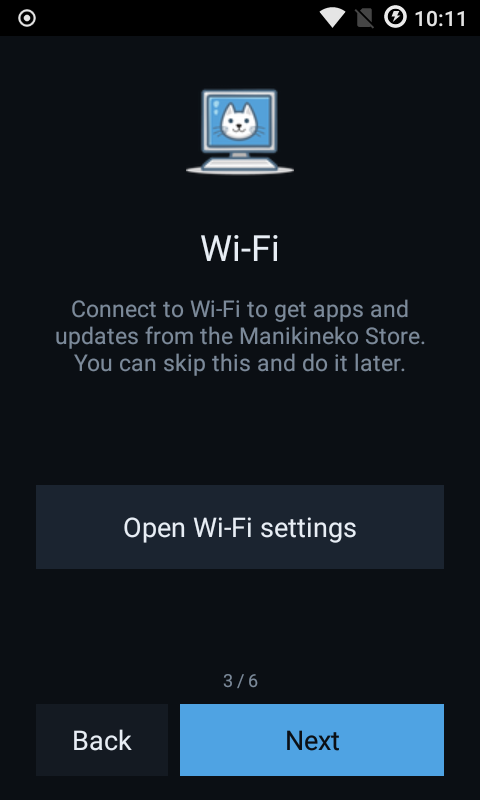 10:11
Wi-Fi
Connect to Wi-Fi to get apps and
updates from the Manikineko Store.
You can skip this and do it later.
Open Wi-Fi settings
3 / 6
Back
Next